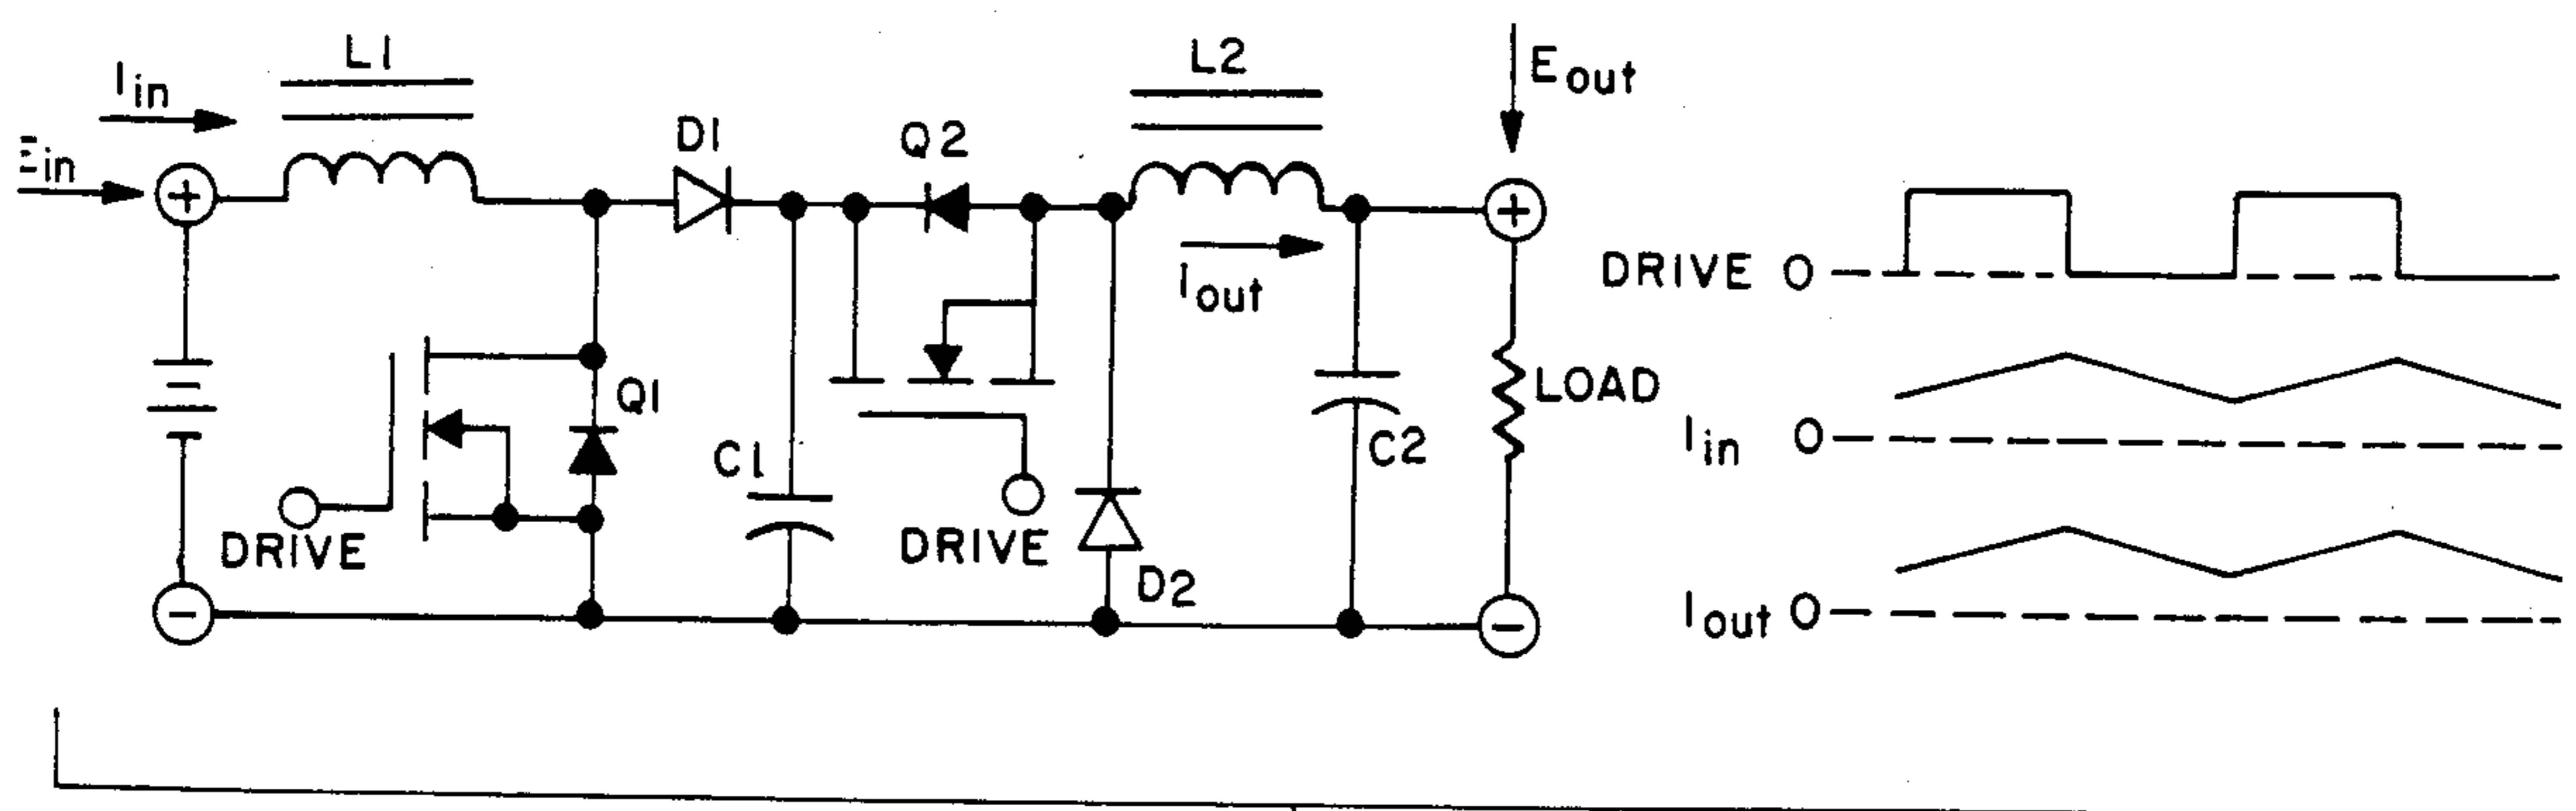 L1
Iin
Ein
+
D1
Q2
L2
Eout
+
Iout
Q1
C1
DRIVE
DRIVE
D2
C2
LOAD
-
-
DRIVE 0
Iin 0
Iout 0